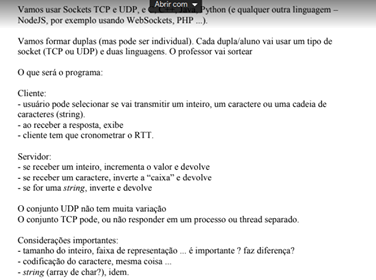 Abrir com
Vamos usar Sockets TCP e UDP, e Python (e qualquer outra linguagem –
NodeJS, por exemplo usando WebSockets, PHP ...).
Vamos formar duplas (mas pode ser individual). Cada dupla/aluno vai usar um tipo de
socket (TCP ou UDP) e duas linguagens. O professor vai sortear
O que será o programa:
Cliente:
- usuário pode selecionar se vai transmitir um inteiro, um caractere ou uma cadeia de
caracteres (string).
- ao receber a resposta, exibe
- cliente tem que cronometrar o RTT.
Servidor:
- se receber um inteiro, incrementa o valor e devolve
- se receber um caractere, inverte a “caixa” e devolve
- se for uma string, inverte e devolve
O conjunto UDP não tem muita variação
O conjunto TCP pode, ou não responder em um processo ou thread separado.
Considerações importantes:
- tamanho do inteiro, faixa de representação ... é importante ? faz diferença?
- codificação do caractere, mesma coisa ...
- string (array de char?), idem.